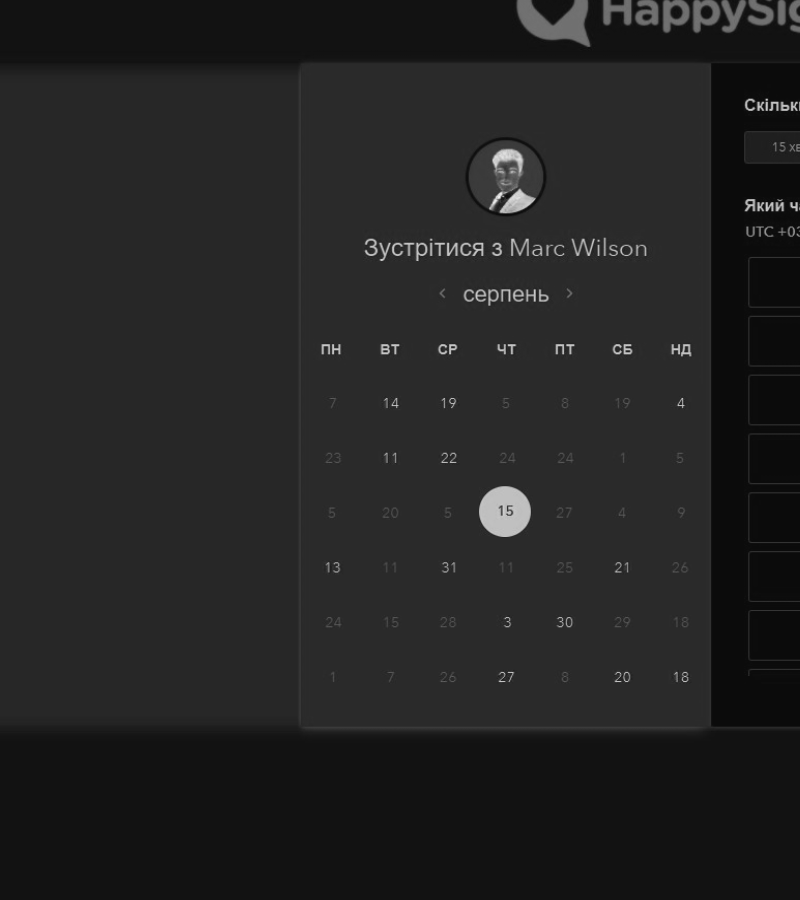 HappySig
Зустрітися з Marc Wilson
серпень
ПН ВТ СР ЧТ ПТ СБ НД
7 14 19 5 8 19 4
23 11 22 24 24 1 5
5 20 5 15 27 4 9
13 11 31 11 25 21 26
24 15 28 3 30 29 18
1 7 26 27 8 20 18
Скільк
15 хв
Який ч
UTC +03